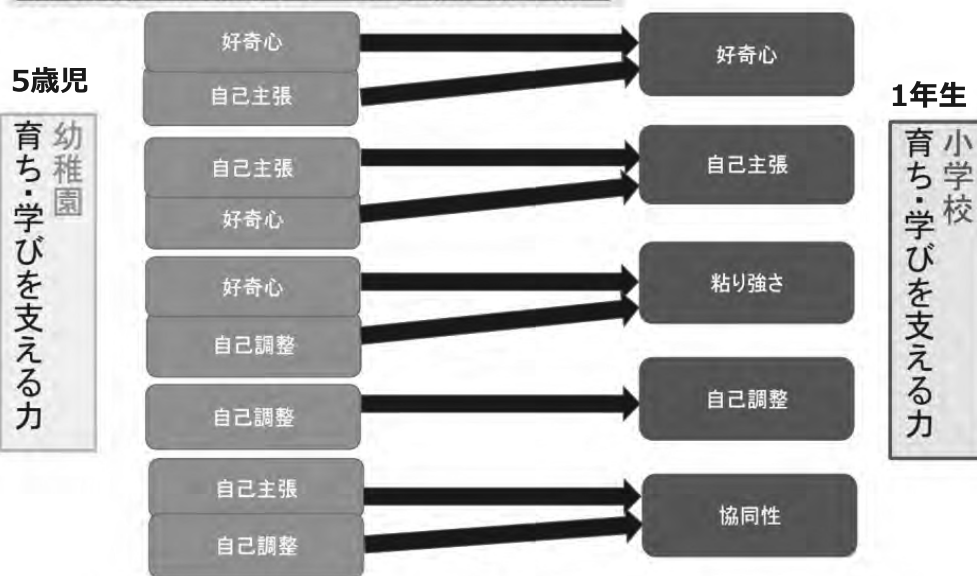 5歳児
幼稚園
育ち・学びを支える力
好奇心
自己主張
自己主張
好奇心
好奇心
自己調整
自己調整
自己主張
自己調整
好奇心
自己主張
粘り強さ
自己調整
協同性
1年生
小学校
育ち・学びを支える力